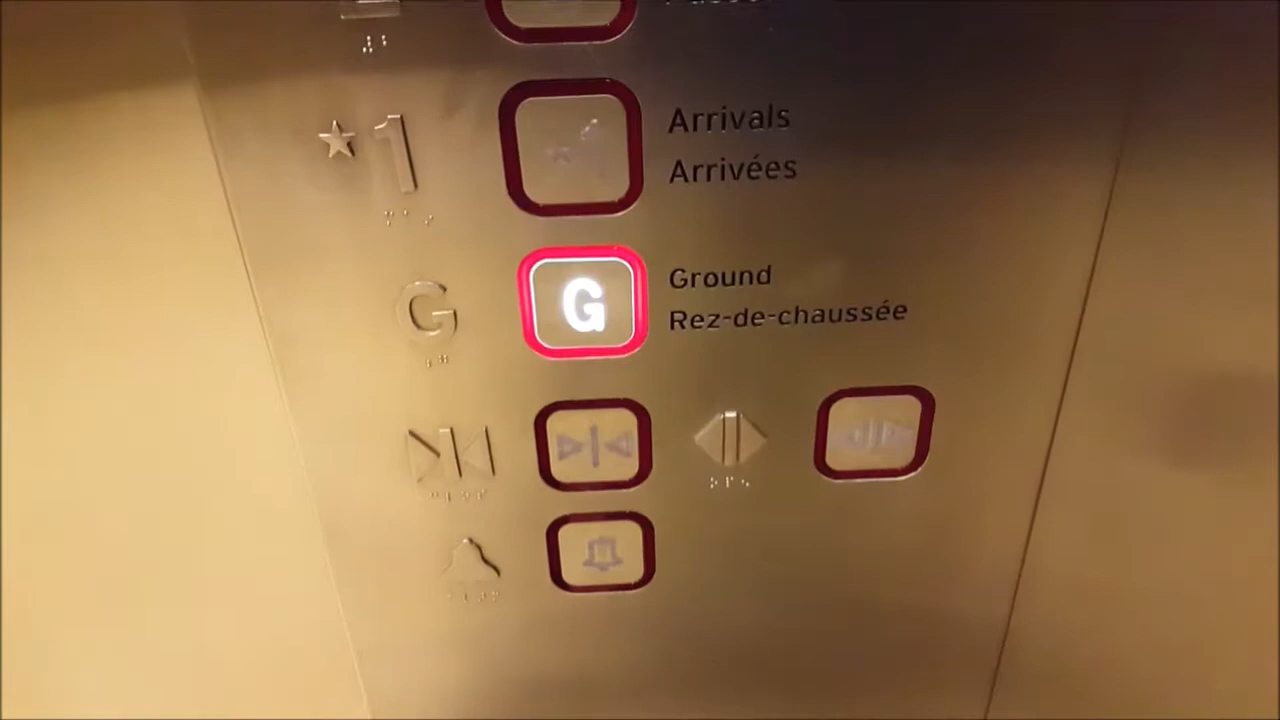 ★1
Arrivals
Arrivées
G
G
Ground
Rez-de-chaussée